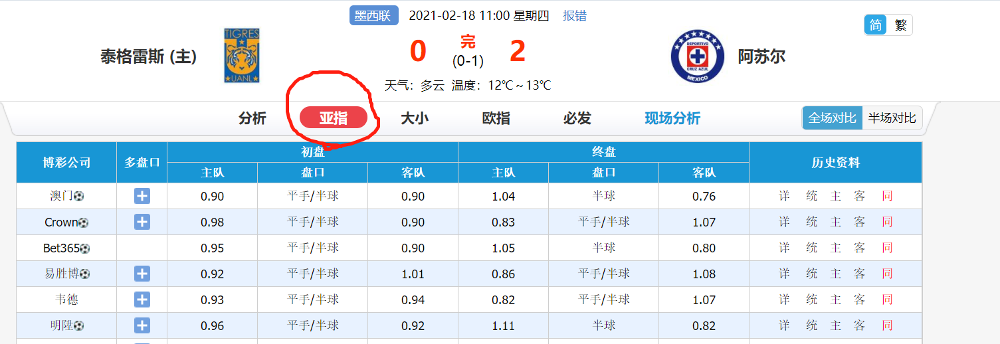 墨西联 2021-02-18 11:00 星期四 报错
简 繁
TIGRES
UANL
泰格雷斯 (主) 0 完 2 阿苏尔
(0-1)
DEPORTIVO
CRUZ AZUL
MEXICO
天气：多云 温度：12℃～13℃
分析 亚指 大小 欧指 必发 现场分析 全场对比 半场对比
博彩公司 多盘口 初盘 终盘 历史资料
主队 盘口 客队 主队 盘口 客队
澳门 0.90 平手/半球 0.90 1.04 半球 0.76 详 统 主 客 同
Crown 0.98 平手/半球 0.90 0.83 平手/半球 1.07 详 统 主 客 同
Bet365 0.95 平手/半球 0.90 1.05 半球 0.80 详 统 主 客 同
易胜博 0.92 平手/半球 1.01 0.86 平手/半球 1.08 详 统 主 客 同
韦德 0.93 平手/半球 0.94 0.82 平手/半球 1.07 详 统 主 客 同
明陞 0.96 平手/半球 0.92 1.11 半球 0.82 详 统 主 客 同